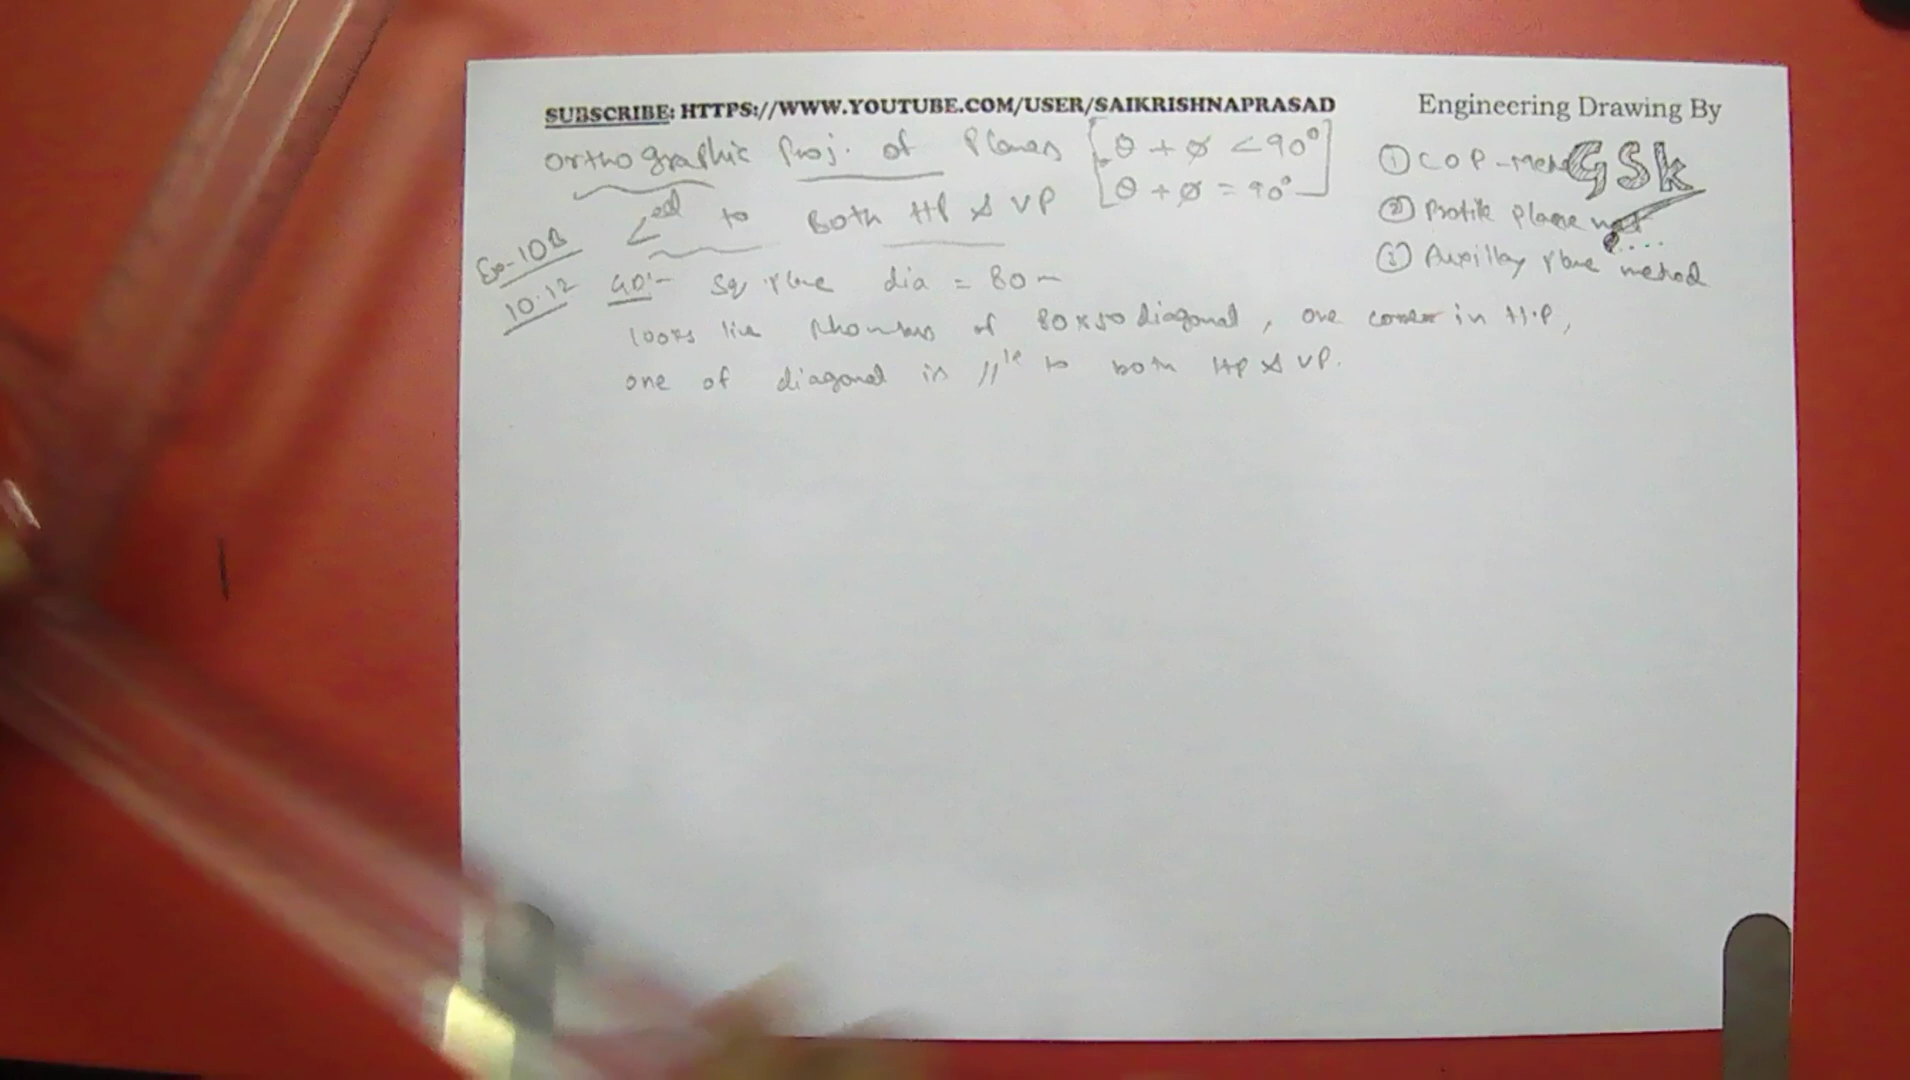 SUBSCRIBE: HTTPS://WWW.YOUTUBE.COM/USER/SAIKRISHNAPRASAD
Engineering Drawing By
GSK
Orthographic Proj. of Planes [θ + ø < 90°]
∠ed to Both HP & VP [θ + ø = 90°]
① COP-
② Profile plane
③ Auxillay plane method
Ex-10B
10.12
GD:- Sq. plane dia = 80
looks like Rhombus of 80x50 diagonal, one corner in H.P,
one of diagonal is //le to both HP & VP.